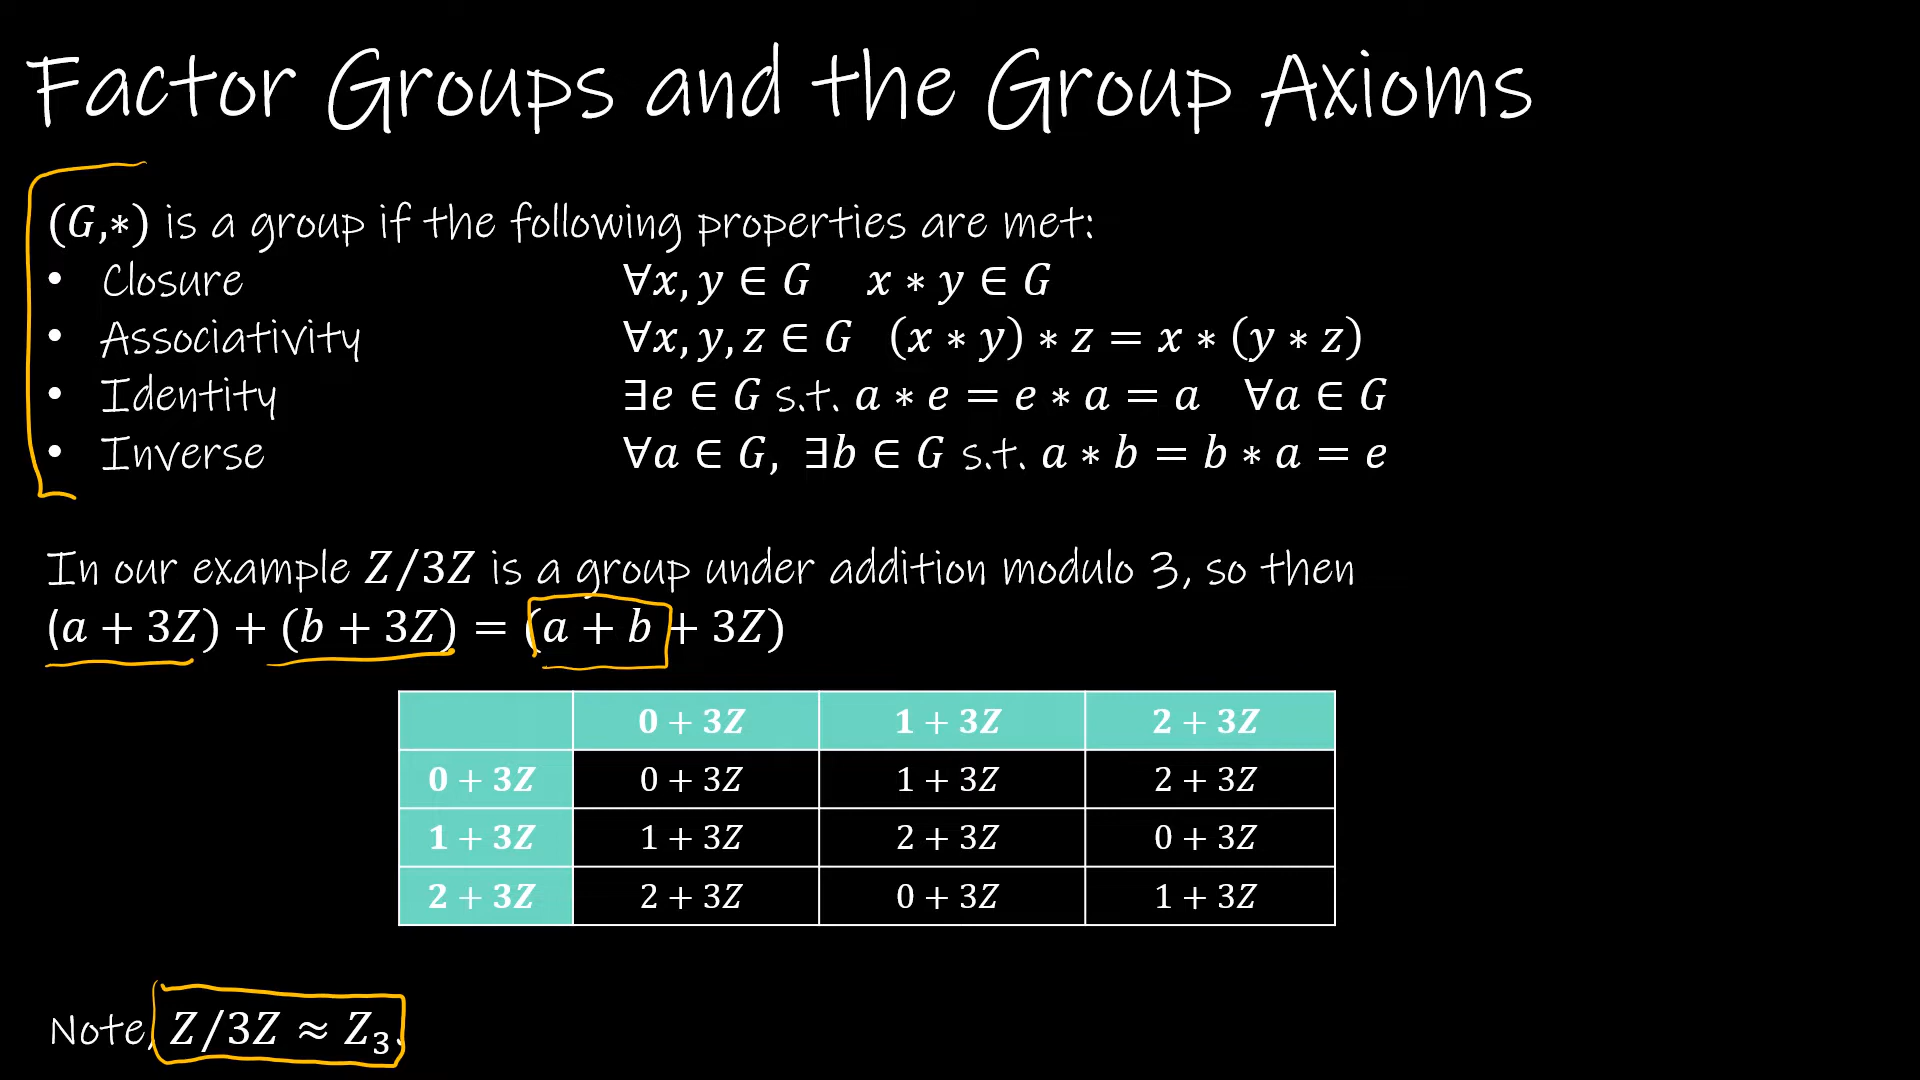 Factor Groups and the Group Axioms
(G,∗) is a group if the following properties are met:
• Closure ∀x, y ∈ G x ∗ y ∈ G
• Associativity ∀x, y, z ∈ G (x ∗ y) ∗ z = x ∗ (y ∗ z)
• Identity ∃e ∈ G s.t. a ∗ e = e ∗ a = a ∀a ∈ G
• Inverse ∀a ∈ G, ∃b ∈ G s.t. a ∗ b = b ∗ a = e
In our example Z/3Z is a group under addition modulo 3, so then
(a + 3Z) + (b + 3Z) = (a + b + 3Z)
0 + 3Z 1 + 3Z 2 + 3Z
0 + 3Z 0 + 3Z 1 + 3Z 2 + 3Z
1 + 3Z 1 + 3Z 2 + 3Z 0 + 3Z
2 + 3Z 2 + 3Z 0 + 3Z 1 + 3Z
Note, Z/3Z ≈ Z₃.